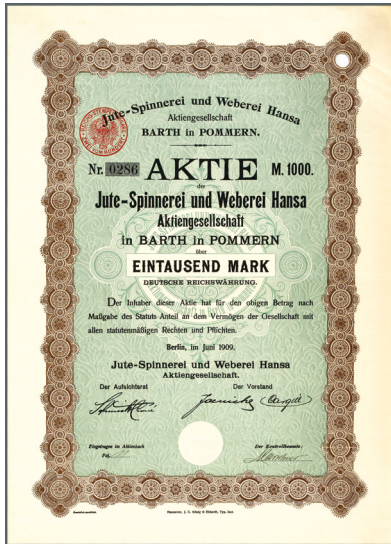 Jute-Spinnerei und Weberei Hansa
Aktiengesellschaft
BARTH in POMMERN.
Nr. 0286 AKTIE M. 1000.
der
Jute-Spinnerei und Weberei Hansa
Aktiengesellschaft
in BARTH in POMMERN
über
EINTAUSEND MARK
DEUTSCHE REICHSWÄHRUNG.
Der Inhaber dieser Aktie hat für den obigen Betrag nach
Maßgabe des Statuts Anteil an dem Vermögen der Gesellschaft mit
allen statutenmäßigen Rechten und Pflichten.
Berlin, im Juni 1909.
Jute-Spinnerei und Weberei Hansa
Aktiengesellschaft.
Der Aufsichtsrat
Der Vorstand
Eingetragen im Aktienbuch
Fol.
Der Kontrollbeamte: